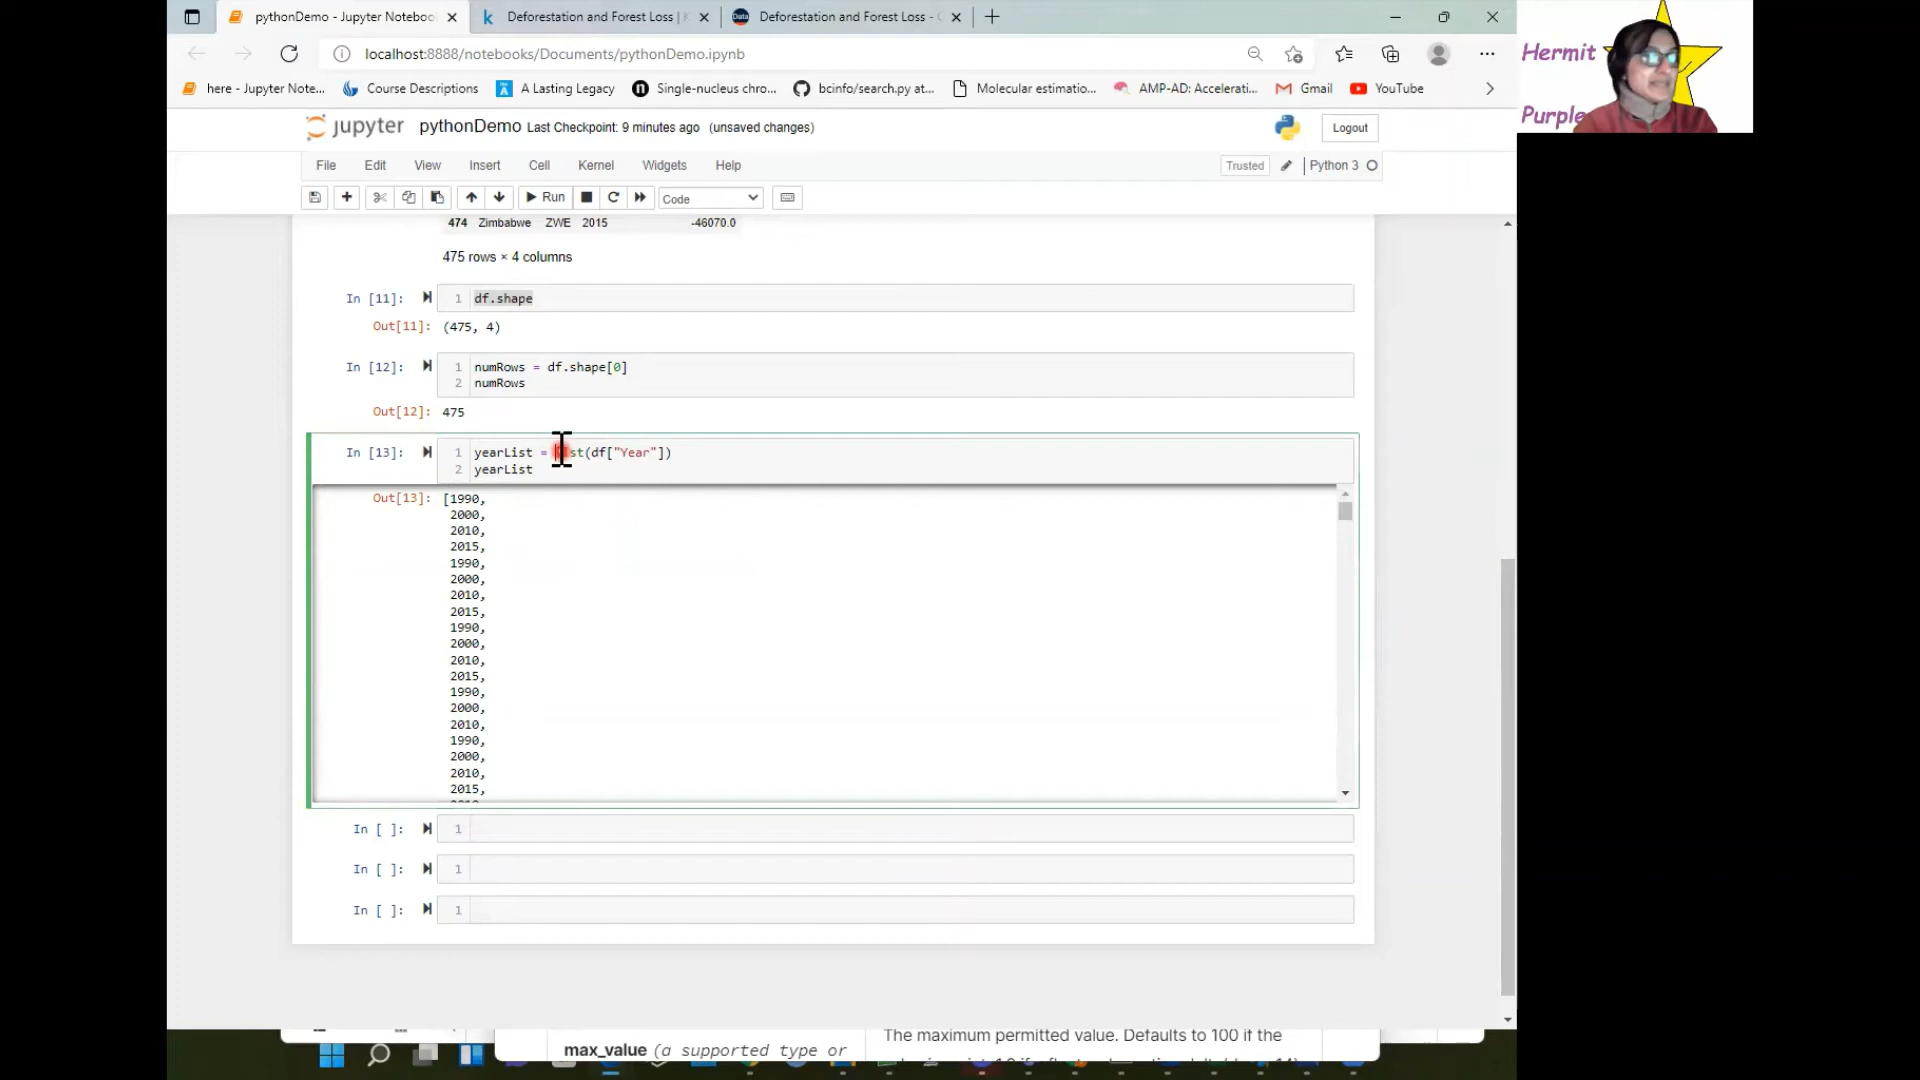 pythonDemo - Jupyter Noteboo
Deforestation and Forest Loss |
Deforestation and Forest Loss -
localhost:8888/notebooks/Documents/pythonDemo.ipynb
here - Jupyter Note...
Course Descriptions
A Lasting Legacy
Single-nucleus chro...
bcinfo/search.py at...
Molecular estimatio...
AMP-AD: Accelerati...
Gmail
YouTube
Hermit
Purple
jupyter pythonDemo Last Checkpoint: 9 minutes ago (unsaved changes)
Logout
File Edit View Insert Cell Kernel Widgets Help
Trusted
Python 3
Run
Code
474 Zimbabwe ZWE 2015 -46070.0
475 rows × 4 columns
In [11]: 1 df.shape
Out[11]: (475, 4)
In [12]: 1 numRows = df.shape[0]
2 numRows
Out[12]: 475
In [13]: 1 yearList = list(df["Year"])
2 yearList
Out[13]: [1990,
2000,
2010,
2015,
1990,
2000,
2010,
2015,
1990,
2000,
2010,
2015,
1990,
2000,
2010,
1990,
2000,
2010,
2015,
In [ ]: 1
In [ ]: 1
In [ ]: 1
max_value (a supported type or
The maximum permitted value. Defaults to 100 if the